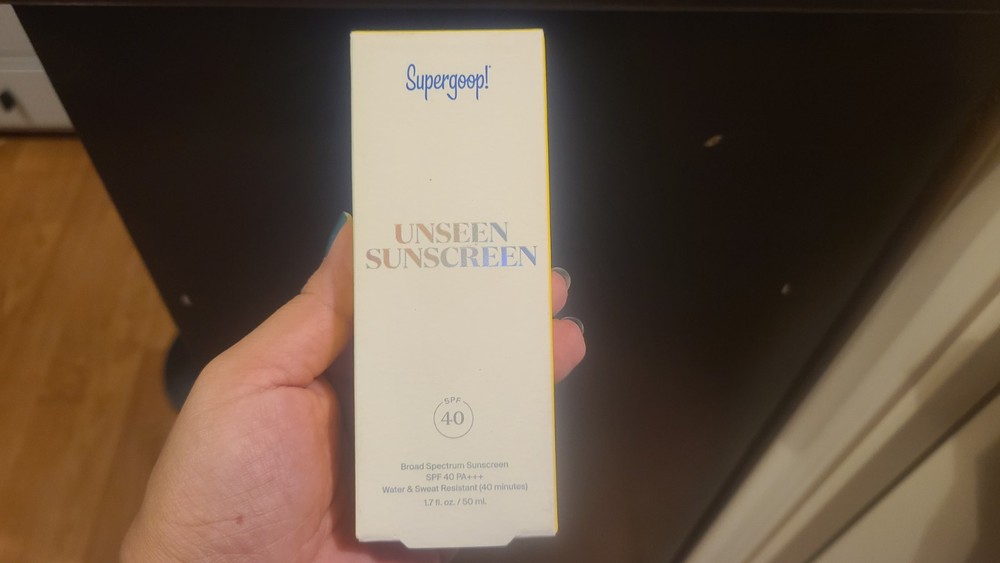 Supergoop!
UNSEEN
SUNSCREEN
SPF
40
Broad Spectrum Sunscreen
SPF 40 PA+++
Water & Sweat Resistant (40 minutes)
1.7 fl. oz. / 50 ml.